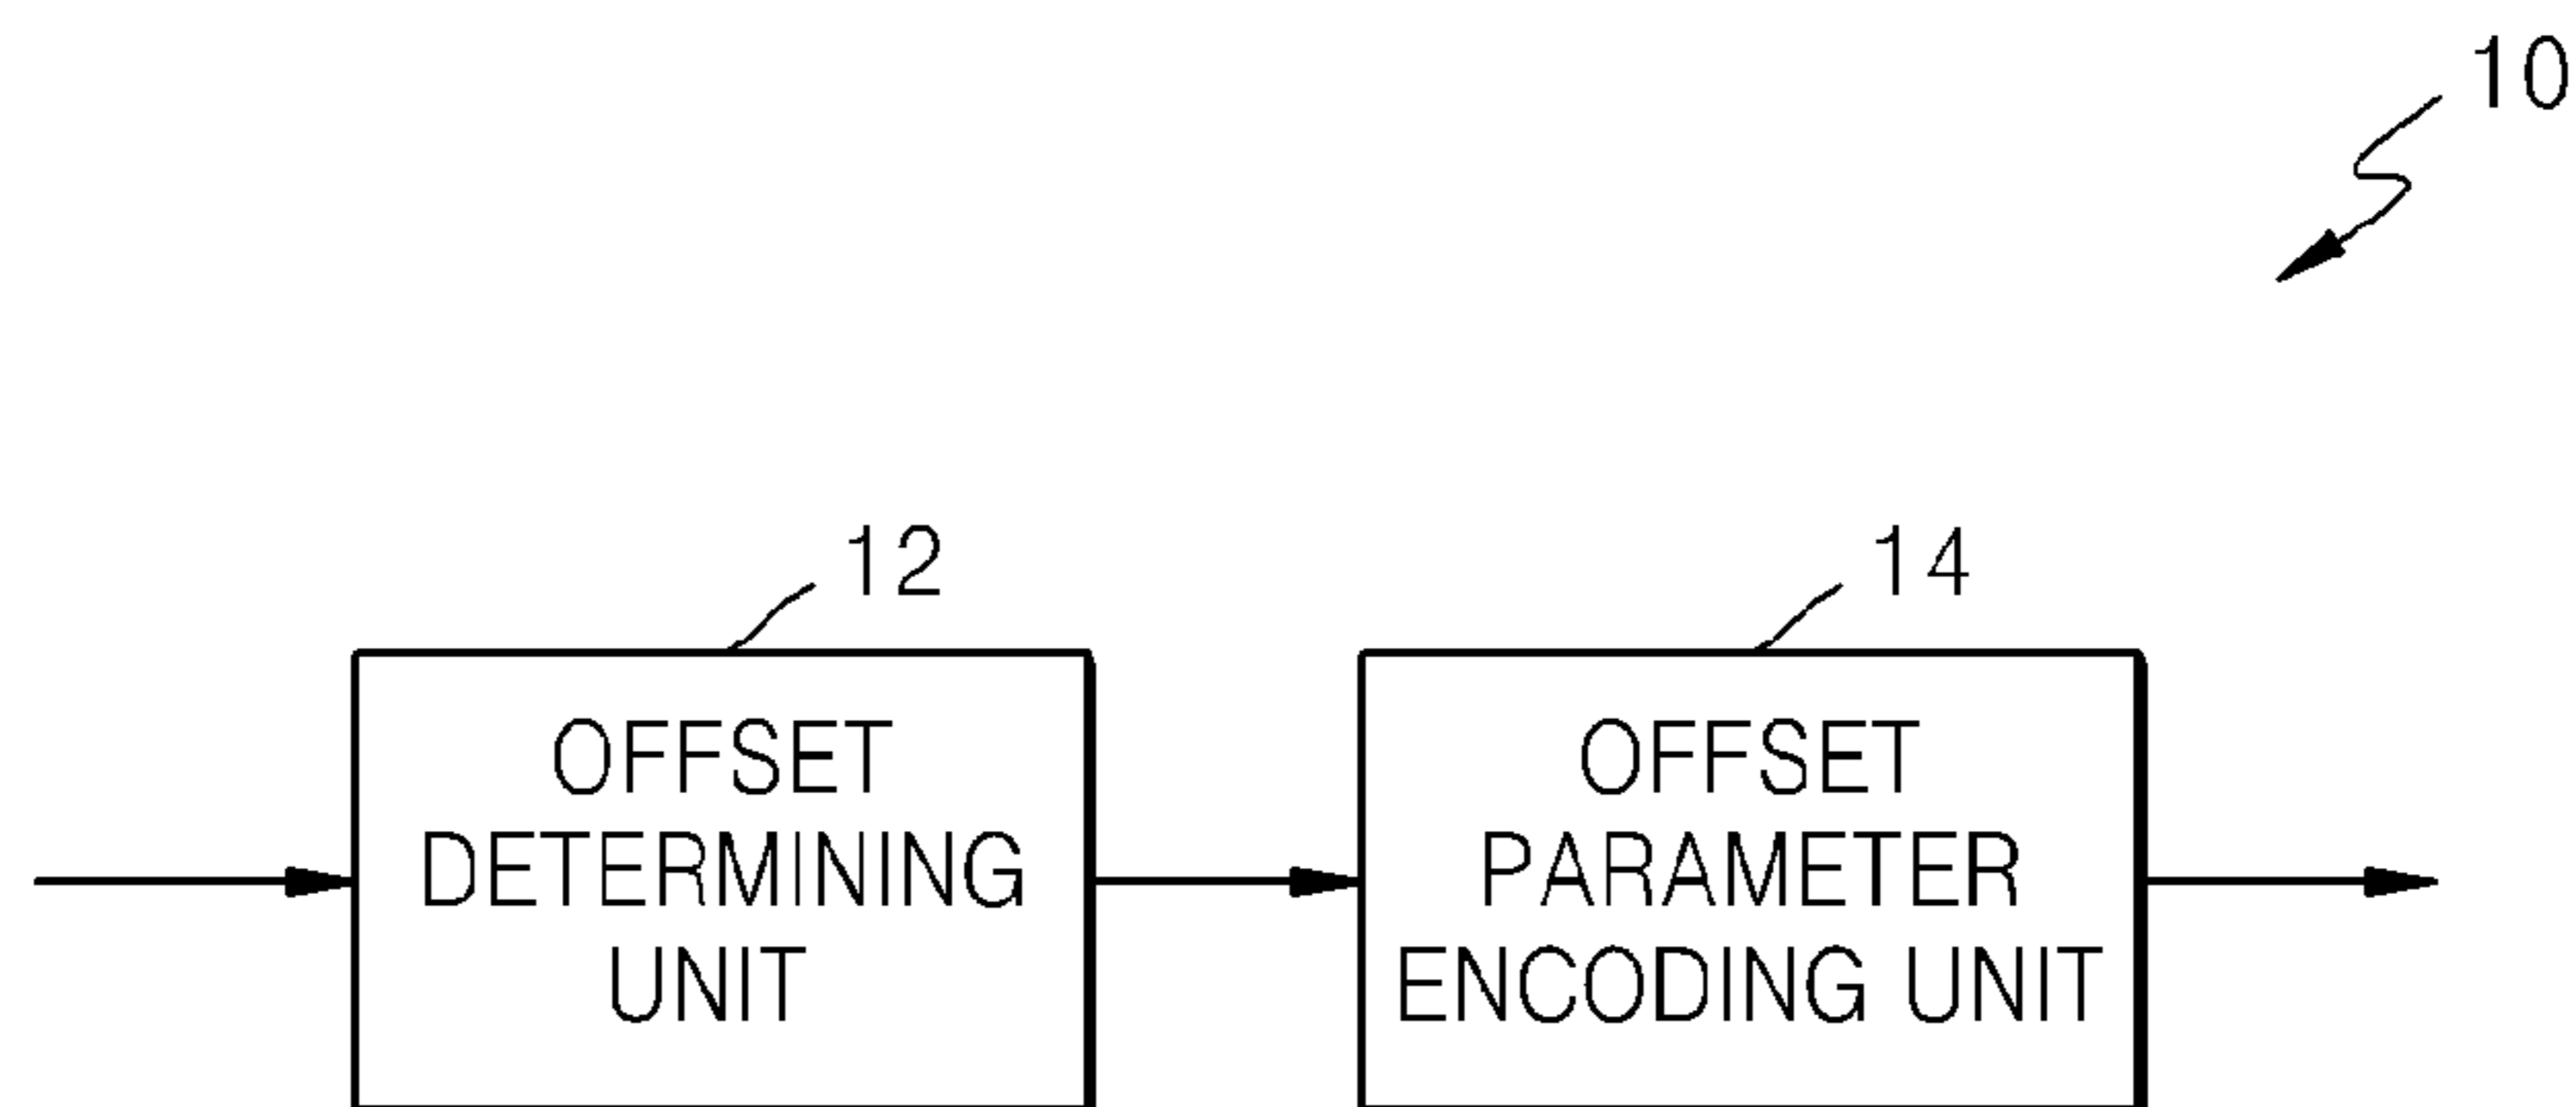 10
12
14
OFFSET
DETERMINING
UNIT
OFFSET
PARAMETER
ENCODING UNIT